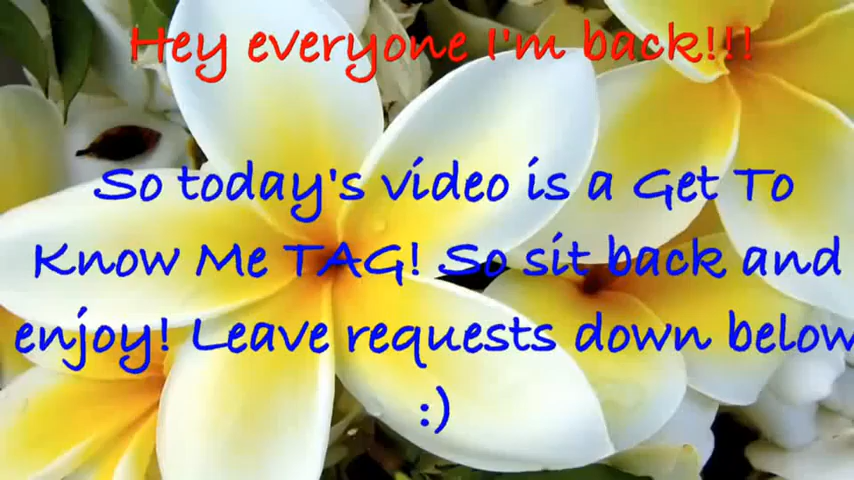 Hey everyone I'm back!!!
So today's video is a Get To
Know Me TAG! So sit back and
enjoy! Leave requests down below
:)